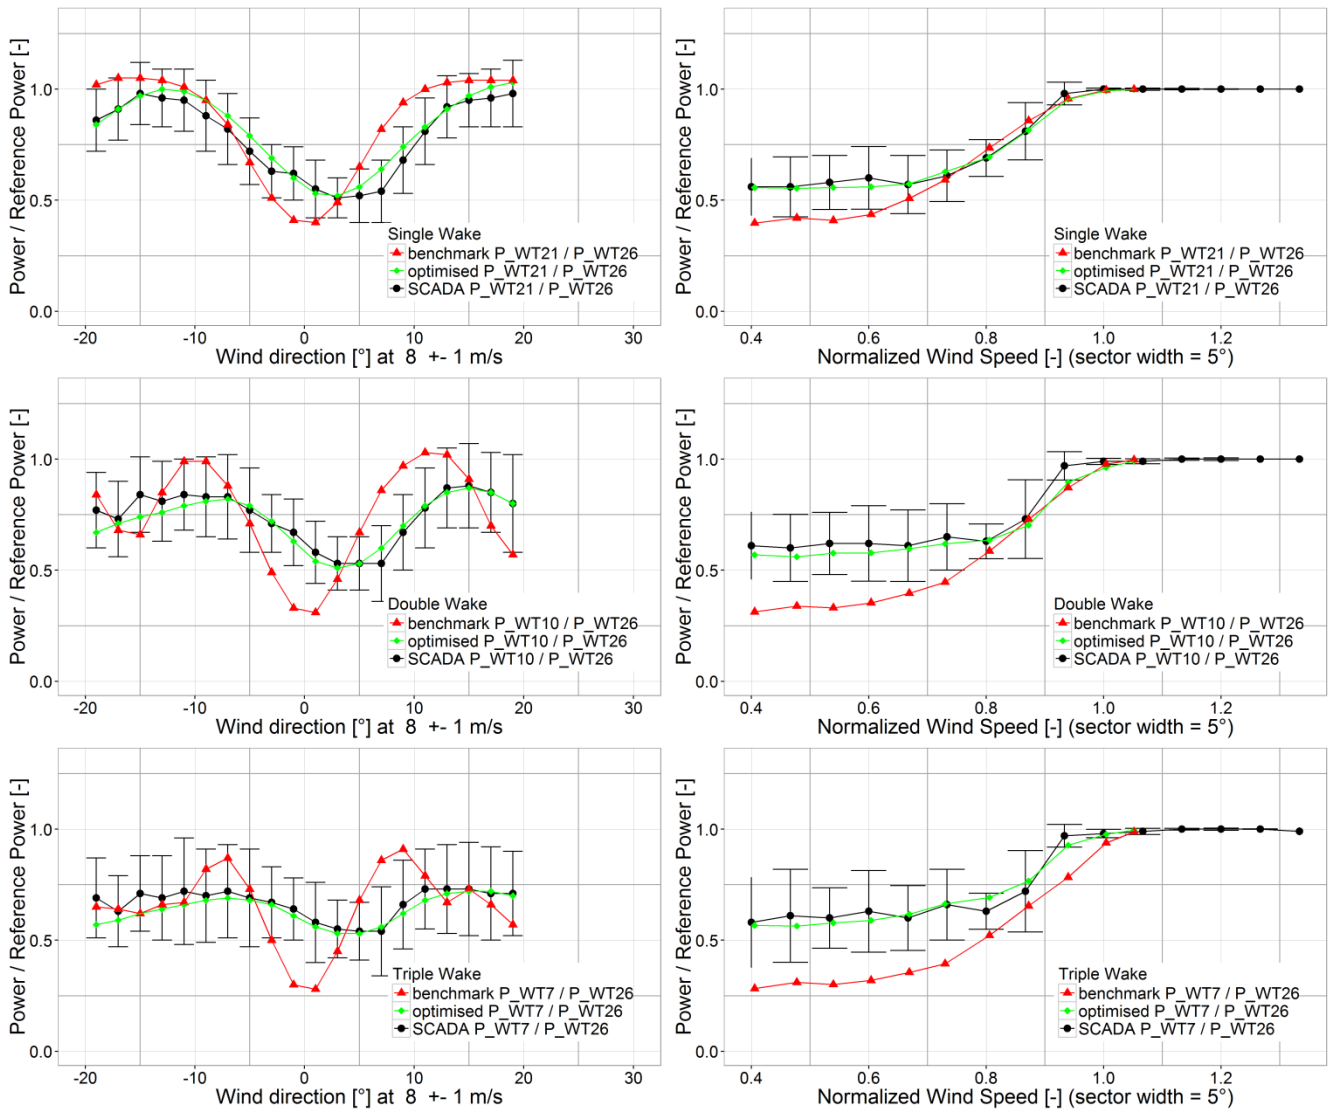 Power / Reference Power [-]
1.0
0.5
0.0
Single Wake
benchmark P_WT21 / P_WT26
optimised P_WT21 / P_WT26
SCADA P_WT21 / P_WT26
-20 -10 0 10 20 30
Wind direction [°] at 8 +- 1 m/s
Power / Reference Power [-]
1.0
0.5
0.0
Single Wake
benchmark P_WT21 / P_WT26
optimised P_WT21 / P_WT26
SCADA P_WT21 / P_WT26
0.4 0.6 0.8 1.0 1.2
Normalized Wind Speed [-] (sector width = 5°)
Power / Reference Power [-]
1.0
0.5
0.0
Double Wake
benchmark P_WT10 / P_WT26
optimised P_WT10 / P_WT26
SCADA P_WT10 / P_WT26
-20 -10 0 10 20 30
Wind direction [°] at 8 +- 1 m/s
Power / Reference Power [-]
1.0
0.5
0.0
Double Wake
benchmark P_WT10 / P_WT26
optimised P_WT10 / P_WT26
SCADA P_WT10 / P_WT26
0.4 0.6 0.8 1.0 1.2
Normalized Wind Speed [-] (sector width = 5°)
Power / Reference Power [-]
1.0
0.5
0.0
Triple Wake
benchmark P_WT7 / P_WT26
optimised P_WT7 / P_WT26
SCADA P_WT7 / P_WT26
-20 -10 0 10 20 30
Wind direction [°] at 8 +- 1 m/s
Power / Reference Power [-]
1.0
0.5
0.0
Triple Wake
benchmark P_WT7 / P_WT26
optimised P_WT7 / P_WT26
SCADA P_WT7 / P_WT26
0.4 0.6 0.8 1.0 1.2
Normalized Wind Speed [-] (sector width = 5°)